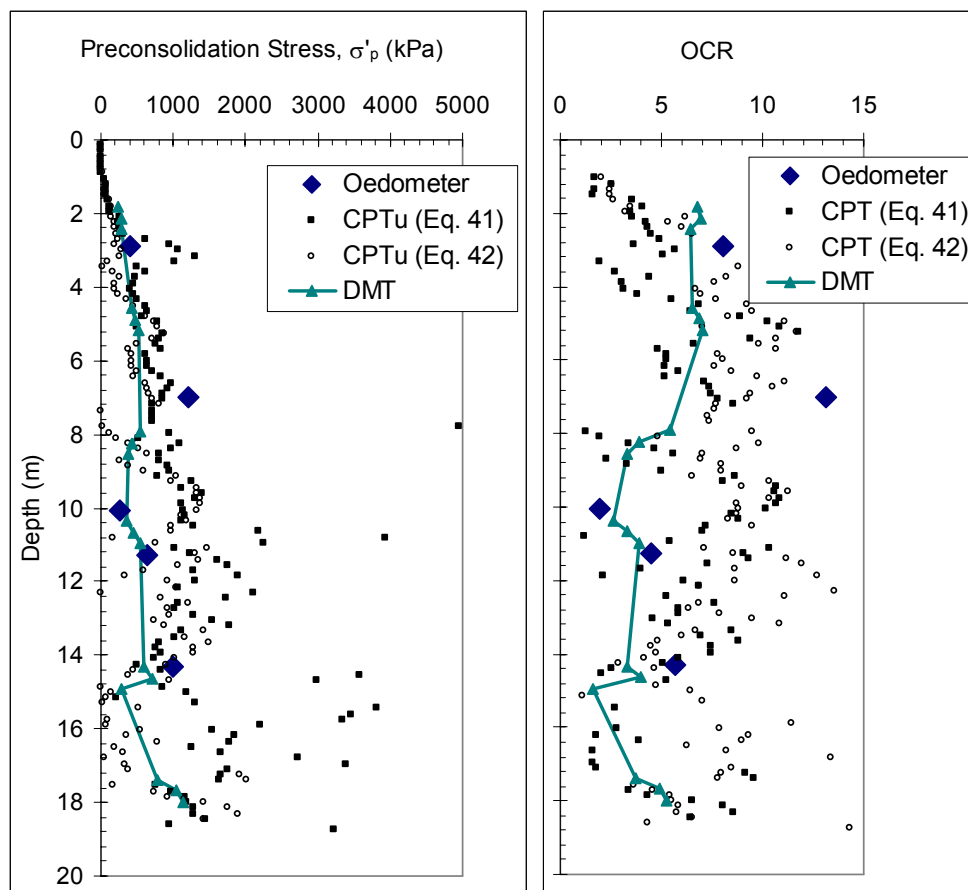 Preconsolidation Stress, σ'p (kPa)
0 1000 2000 3000 4000 5000
0
2
4
6
8
10
12
14
16
18
20
Depth (m)
Oedometer
CPTu (Eq. 41)
CPTu (Eq. 42)
DMT
OCR
0 5 10 15
Oedometer
CPT (Eq. 41)
CPT (Eq. 42)
DMT